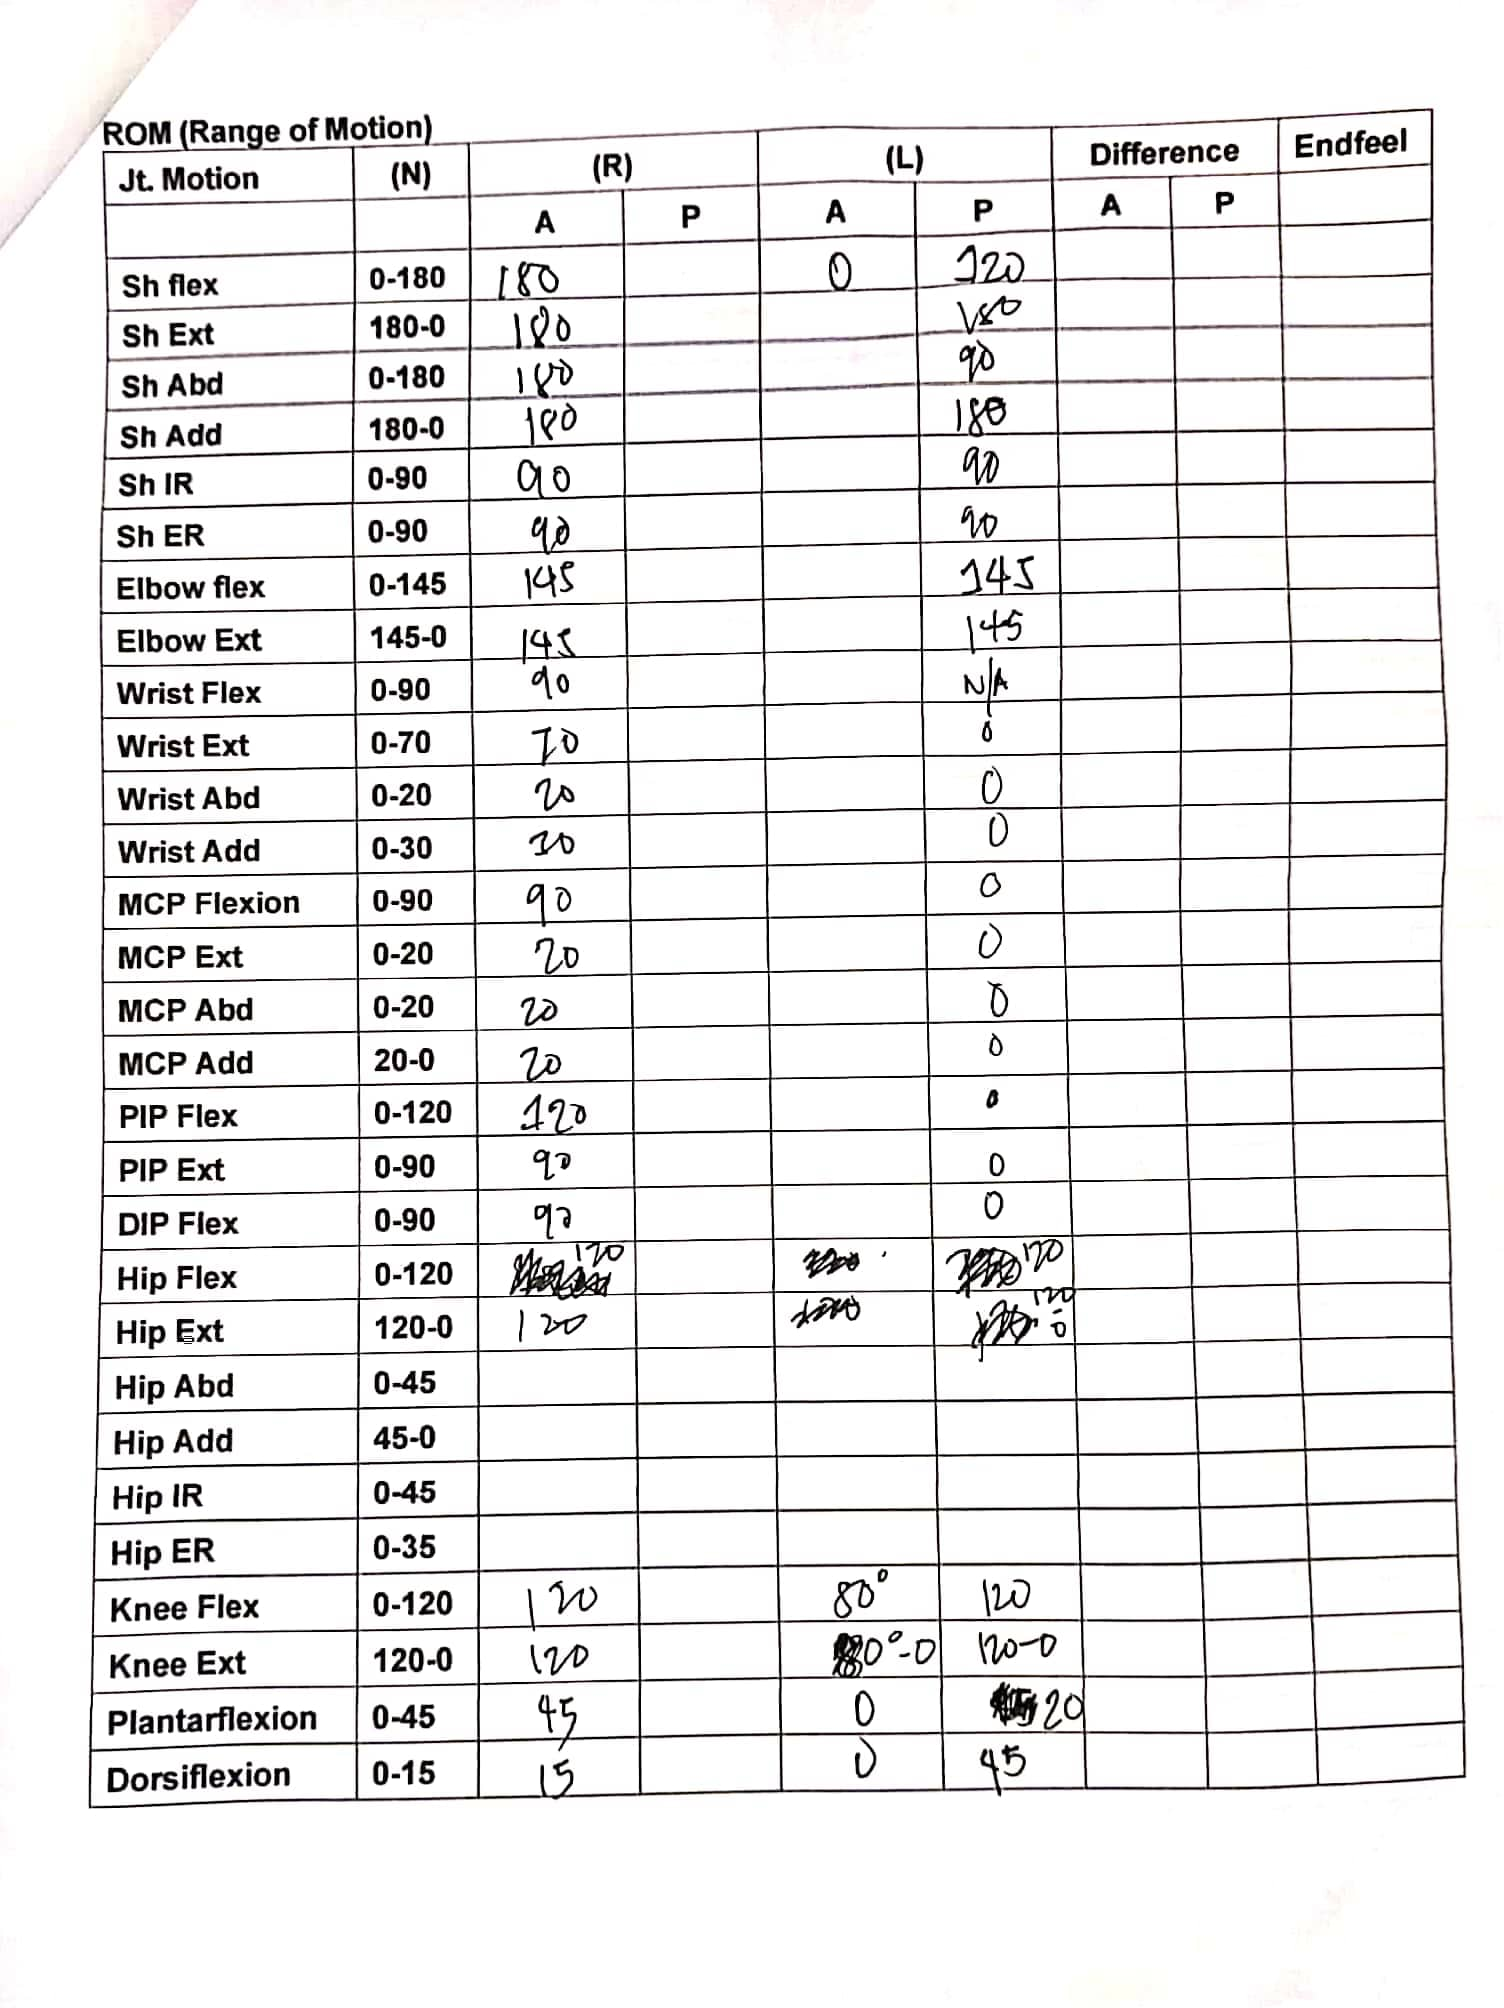 ROM (Range of Motion)
Jt. Motion (N) (R) (L) Difference Endfeel
A P A P A P
Sh flex 0-180 180 0 120
Sh Ext 180-0 180 180
Sh Abd 0-180 180 90
Sh Add 180-0 180 180
Sh IR 0-90 90 90
Sh ER 0-90 90 90
Elbow flex 0-145 145 145
Elbow Ext 145-0 145 145
Wrist Flex 0-90 90 N/A
Wrist Ext 0-70 70 0
Wrist Abd 0-20 20 0
Wrist Add 0-30 30 0
MCP Flexion 0-90 90 0
MCP Ext 0-20 20 0
MCP Abd 0-20 20 0
MCP Add 20-0 20 0
PIP Flex 0-120 120 0
PIP Ext 0-90 90 0
DIP Flex 0-90 90 0
Hip Flex 0-120 120 120
Hip Ext 120-0 120 120-0
Hip Abd 0-45
Hip Add 45-0
Hip IR 0-45
Hip ER 0-35
Knee Flex 0-120 120 80° 120
Knee Ext 120-0 120 80°-0 120-0
Plantarflexion 0-45 45 0 20
Dorsiflexion 0-15 15 0 45